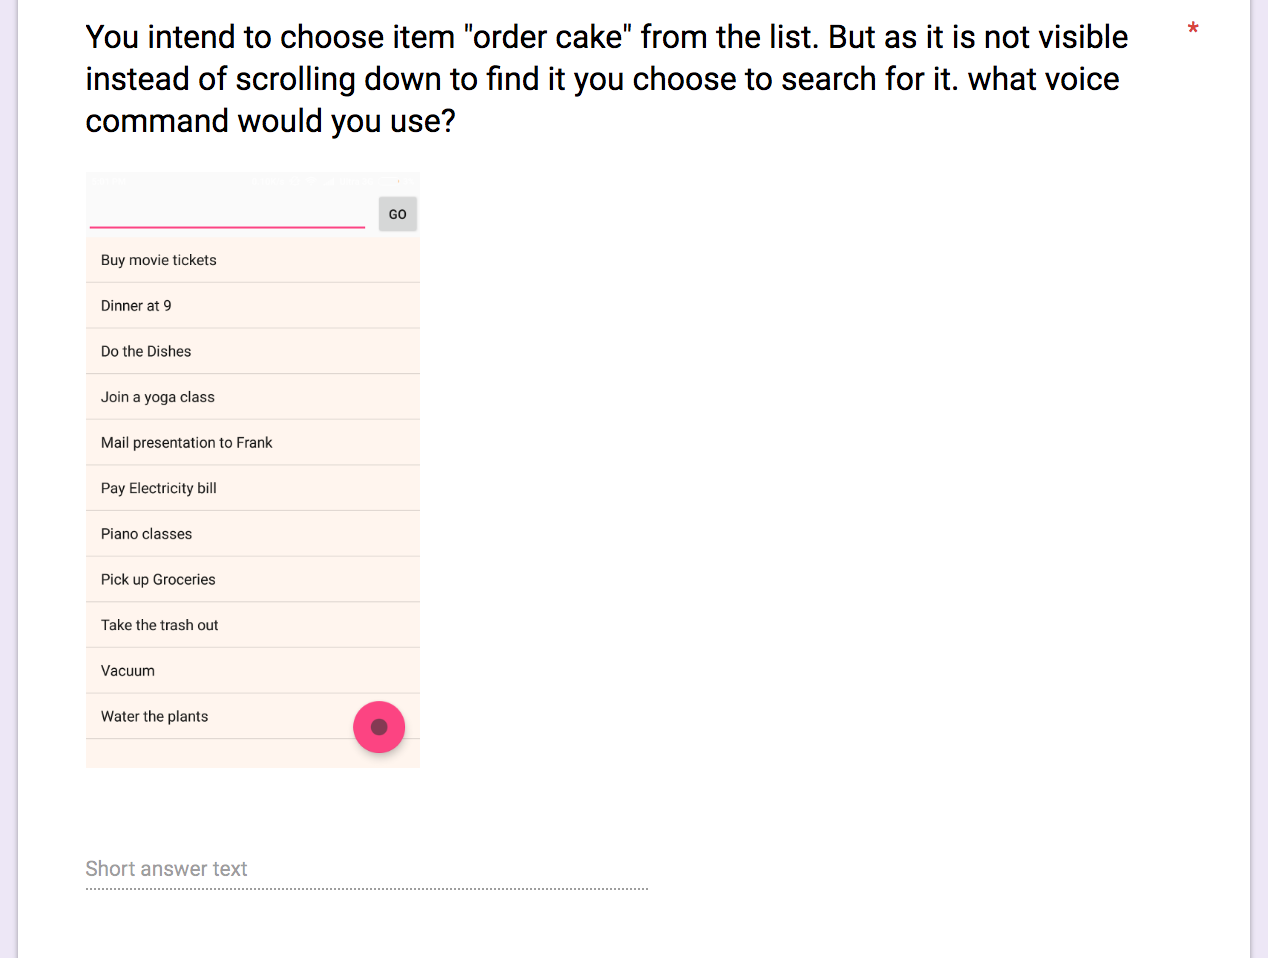 You intend to choose item "order cake" from the list. But as it is not visible *
instead of scrolling down to find it you choose to search for it. what voice
command would you use?
GO
Buy movie tickets
Dinner at 9
Do the Dishes
Join a yoga class
Mail presentation to Frank
Pay Electricity bill
Piano classes
Pick up Groceries
Take the trash out
Vacuum
Water the plants
Short answer text